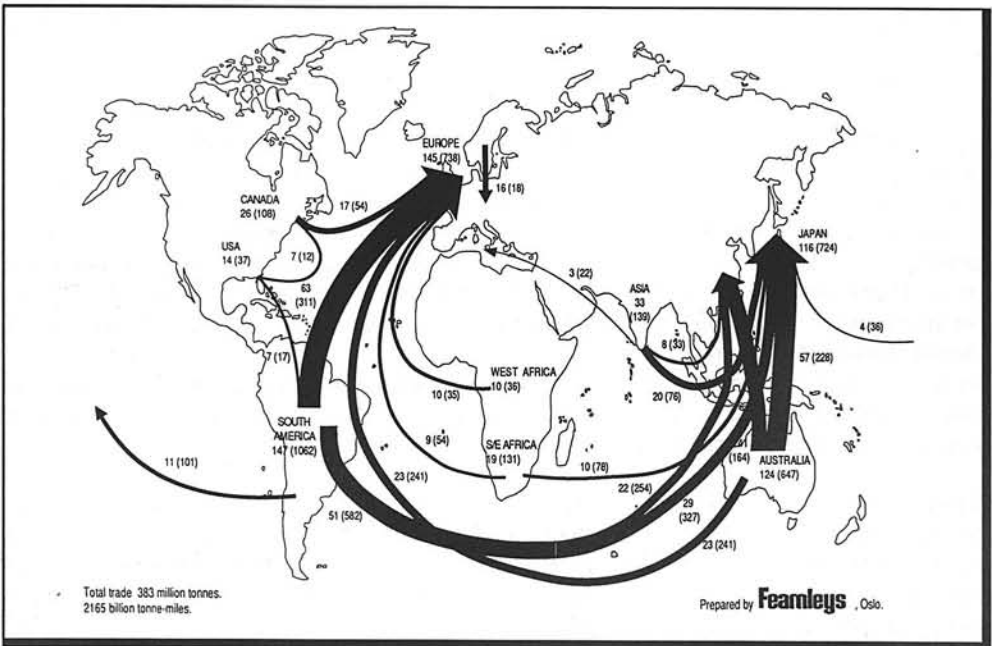 EUROPE
145 (738)
16 (18)
CANADA
26 (108)
17 (54)
USA
14 (37)
7 (12)
63
(311)
7 (17)
JAPAN
116 (724)
3 (22)
ASIA
33
(139)
4 (36)
8 (33)
57 (228)
20 (76)
WEST AFRICA
10 (36)
10 (35)
SOUTH
AMERICA
147 (1062)
9 (54)
S/E AFRICA
19 (131)
(164)
AUSTRALIA
124 (647)
11 (101)
23 (241)
10 (78)
22 (254)
51 (582)
29
(327)
23 (241)
Total trade 383 million tonnes.
2165 billion tonne-miles.
Prepared by Feamleys , Oslo.